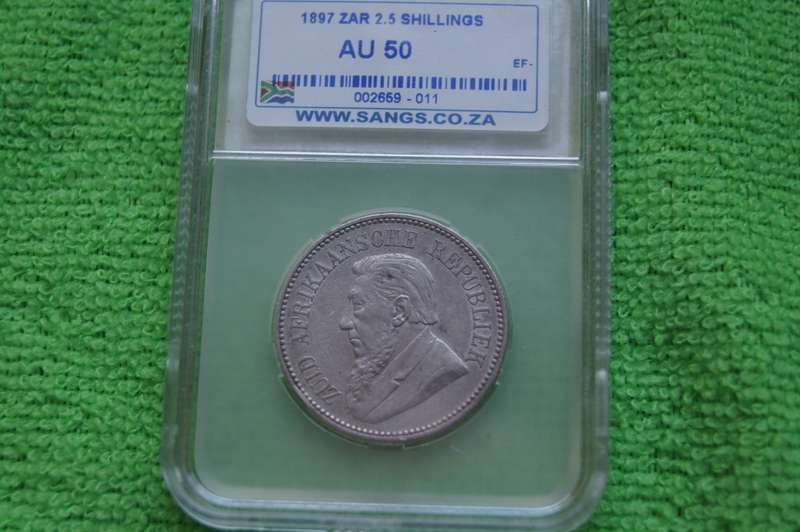 1897 ZAR 2.5 SHILLINGS
AU 50
EF-
002659 - 011
WWW.SANGS.CO.ZA
ZUID AFRIKAANSCHE REPUBLIEK